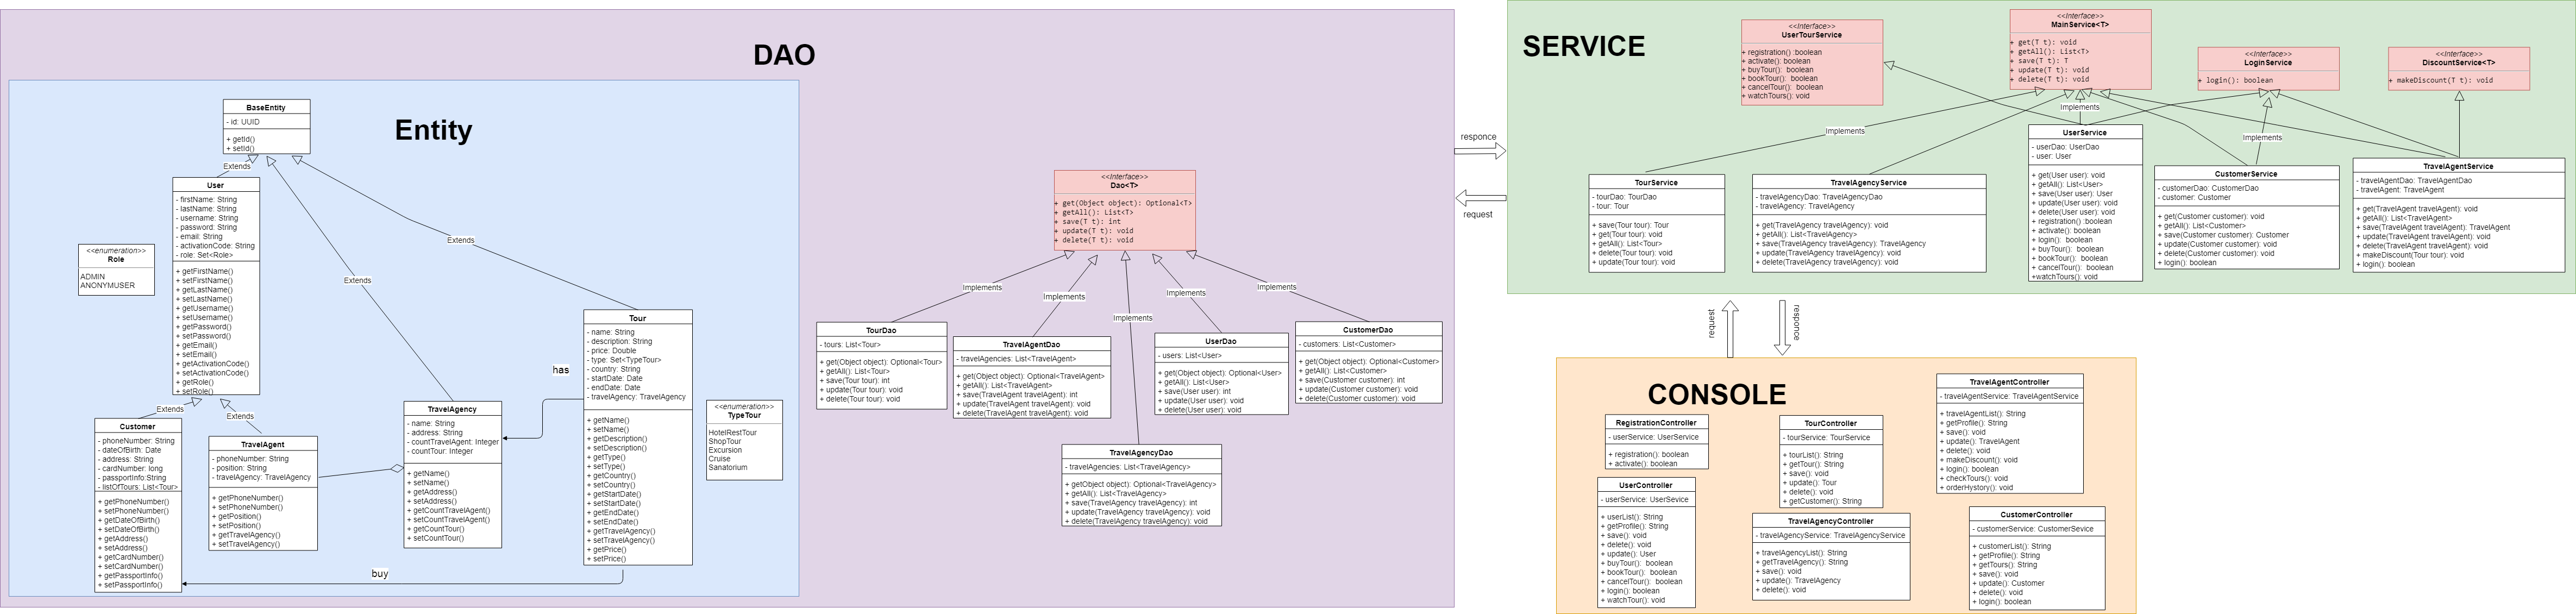 DAO
Entity
BaseEntity
- id: UUID
+ getId()
+ setId()
Extends
User
- firstName: String
- lastName: String
- username: String
- password: String
- email: String
- activationCode: String
- role: Set<Role>
+ getFirstName()
+ setFirstName()
+ getLastName()
+ setLastName()
+ getUsername()
+ setUsername()
+ getPassword()
+ setPassword()
+ getEmail()
+ setEmail()
+ getActivationCode()
+ setActivationCode()
+ getRole()
+ setRole()
<<enumeration>>
Role
ADMIN
ANONYMUSER
Extends
Extends
Extends
Extends
Customer
- phoneNumber: String
- dateOfBirth: Date
- address: String
- cardNumber: long
- passportInfo:String
- listOfTours: List<Tour>
+ getPhoneNumber()
+ setPhoneNumber()
+ getDateOfBirth()
+ setDateOfBirth()
+ getAddress()
+ setAddress()
+ getCardNumber()
+ setCardNumber()
+ getPassportInfo()
+ setPassportInfo()
TravelAgent
- phoneNumber: String
- position: String
- travelAgency: TravelAgency
+ getPhoneNumber()
+ setPhoneNumber()
+ getPosition()
+ setPosition()
+ getTravelAgency()
+ setTravelAgency()
TravelAgency
- name: String
- address: String
- countTravelAgent: Integer
- countTour: Integer
+ getName()
+ setName()
+ getAddress()
+ setAddress()
+ getCountTravelAgent()
+ setCountTravelAgent()
+ getCountTour()
+ setCountTour()
has
buy
Tour
- name: String
- description: String
- price: Double
- type: Set<TypeTour>
- country: String
- startDate: Date
- endDate: Date
- travelAgency: TravelAgency
+ getName()
+ setName()
+ getDescription()
+ setDescription()
+ getType()
+ setType()
+ getCountry()
+ setCountry()
+ getStartDate()
+ setStartDate()
+ getEndDate()
+ setEndDate()
+ getTravelAgency()
+ setTravelAgency()
+ getPrice()
+ setPrice()
<<enumeration>>
TypeTour
HotelRestTour
ShopTour
Excursion
Cruise
Sanatorium
<<Interface>>
Dao<T>
+ get(Object object): Optional<T>
+ getAll(): List<T>
+ save(T t): int
+ update(T t): void
+ delete(T t): void
Implements
Implements
Implements
Implements
Implements
TourDao
- tours: List<Tour>
+ get(Object object): Optional<Tour>
+ getAll(): List<Tour>
+ save(Tour tour): int
+ update(Tour tour): void
+ delete(Tour tour): void
TravelAgentDao
- travelAgencies: List<TravelAgent>
+ get(Object object): Optional<TravelAgent>
+ getAll(): List<TravelAgent>
+ save(TravelAgent travelAgent): int
+ update(TravelAgent travelAgent): void
+ delete(TravelAgent travelAgent): void
UserDao
- users: List<User>
+ get(Object object): Optional<User>
+ getAll(): List<User>
+ save(User user): int
+ update(User user): void
+ delete(User user): void
CustomerDao
- customers: List<Customer>
+ get(Object object): Optional<Customer>
+ getAll(): List<Customer>
+ save(Customer customer): int
+ update(Customer customer): void
+ delete(Customer customer): void
TravelAgencyDao
- travelAgencies: List<TravelAgency>
+ getObject object): Optional<TravelAgency>
+ getAll(): List<TravelAgency>
+ save(TravelAgency travelAgency): int
+ update(TravelAgency travelAgency): void
+ delete(TravelAgency travelAgency): void
responce
request
SERVICE
<<Interface>>
UserTourService
+ registration() :boolean
+ activate(): boolean
+ buyTour(): boolean
+ bookTour(): boolean
+ cancelTour(): boolean
+ watchTours(): void
<<Interface>>
MainService<T>
+ get(T t): void
+ getAll(): List<T>
+ save(T t): T
+ update(T t): void
+ delete(T t): void
<<Interface>>
LoginService
+ login(): boolean
<<Interface>>
DiscountService<T>
+ makeDiscount(T t): void
Implements
Implements
Implements
TourService
- tourDao: TourDao
- tour: Tour
+ save(Tour tour): Tour
+ get(Tour tour): void
+ getAll(): List<Tour>
+ delete(Tour tour): void
+ update(Tour tour): void
TravelAgencyService
- travelAgencyDao: TravelAgencyDao
- travelAgency: TravelAgency
+ get(TravelAgency travelAgency): void
+ getAll(): List<TravelAgency>
+ save(TravelAgency travelAgency): TravelAgency
+ update(TravelAgency travelAgency): void
+ delete(TravelAgency travelAgency): void
UserService
- userDao: UserDao
- user: User
+ get(User user): void
+ getAll(): List<User>
+ save(User user): User
+ update(User user): void
+ delete(User user): void
+ registration() :boolean
+ activate(): boolean
+ login(): boolean
+ buyTour(): boolean
+ bookTour(): boolean
+ cancelTour(): boolean
+watchTours(): void
CustomerService
- customerDao: CustomerDao
- customer: Customer
+ get(Customer customer): void
+ getAll(): List<Customer>
+ save(Customer customer): Customer
+ update(Customer customer): void
+ delete(Customer customer): void
+ login(): boolean
TravelAgentService
- travelAgentDao: TravelAgentDao
- travelAgent: TravelAgent
+ get(TravelAgent travelAgent): void
+ getAll(): List<TravelAgent>
+ save(TravelAgent travelAgent): TravelAgent
+ update(TravelAgent travelAgent): void
+ delete(TravelAgent travelAgent): void
+ makeDiscount(Tour tour): void
+ login(): boolean
request
responce
CONSOLE
RegistrationController
- userService: UserService
+ registration(): boolean
+ activate(): boolean
UserController
- userService: UserSevice
+ userList(): String
+ getProfile(): String
+ save(): void
+ delete(): void
+ update(): User
+ buyTour(): boolean
+ bookTour(): boolean
+ cancelTour(): boolean
+ login(): boolean
+ watchTour(): void
TourController
- tourService: TourService
+ tourList(): String
+ getTour(): String
+ save(): void
+ update(): Tour
+ delete(): void
+ getCustomer(): String
TravelAgencyController
- travelAgencyService: TravelAgencyService
+ travelAgencyList(): String
+ getTravelAgency(): String
+ save(): void
+ update(): TravelAgency
+ delete(): void
TravelAgentController
- travelAgentService: TravelAgentService
+ travelAgentList(): String
+ getProfile(): String
+ save(): void
+ update(): TravelAgent
+ delete(): void
+ makeDiscount(): void
+ login(): boolean
+ checkTours(): void
+ orderHystory(): void
CustomerController
- customerService: CustomerSevice
+ customerList(): String
+ getProfile(): String
+ getTours(): String
+ save(): void
+ update(): Customer
+ delete(): void
+ login(): boolean